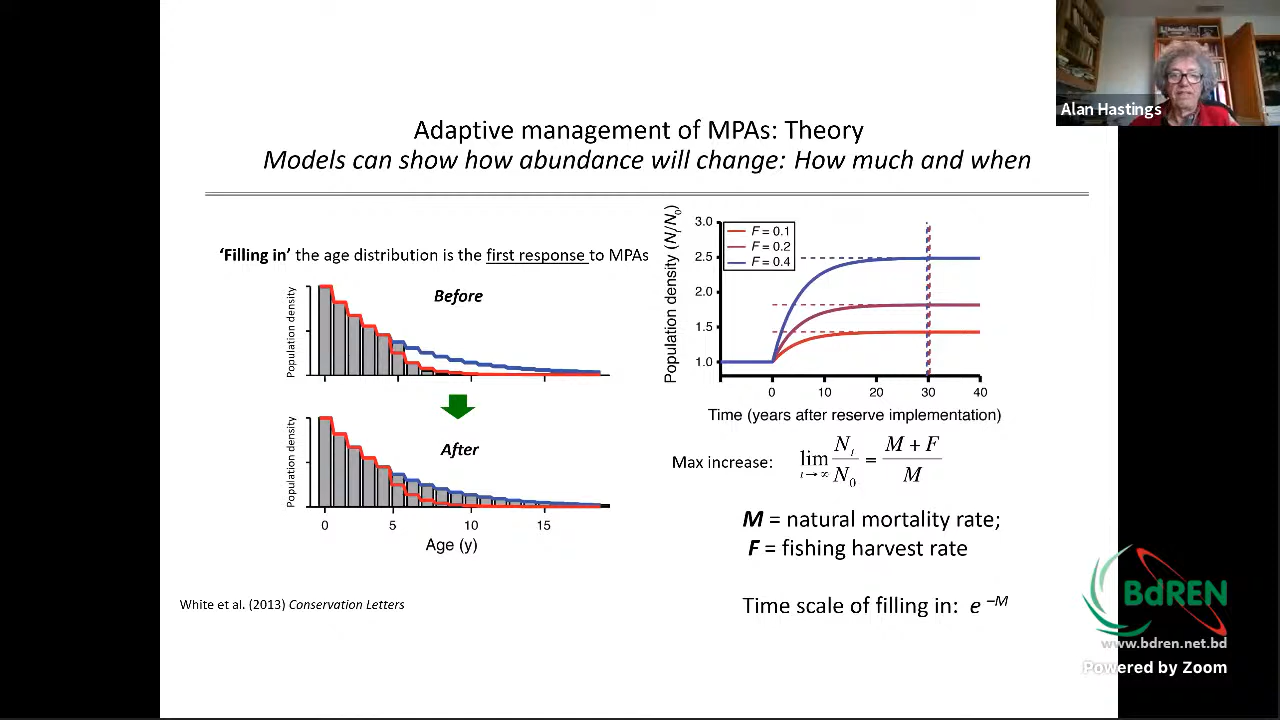 Alan Hastings
Adaptive management of MPAs: Theory
Models can show how abundance will change: How much and when
'Filling in' the age distribution is the first response to MPAs
Population density
Before
Population density
After
0 5 10 15
Age (y)
White et al. (2013) Conservation Letters
Population density (Nt/N0)
3.0
2.5
2.0
1.5
1.0
F = 0.1
F = 0.2
F = 0.4
0 10 20 30 40
Time (years after reserve implementation)
Max increase: lim t→∞ Nt/N0 = M + F/M
M = natural mortality rate;
F = fishing harvest rate
Time scale of filling in: e –M
BdREN
www.bdren.net.bd
Powered by Zoom